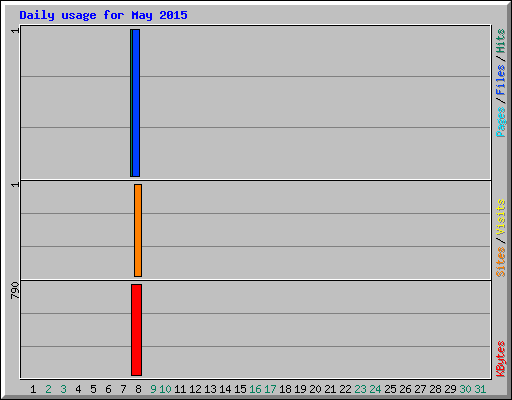 Daily usage for May 2015
1
Pages / Files / Hits
1
Sites / Visits
790
KBytes
1 2 3 4 5 6 7 8 9 10 11 12 13 14 15 16 17 18 19 20 21 22 23 24 25 26 27 28 29 30 31